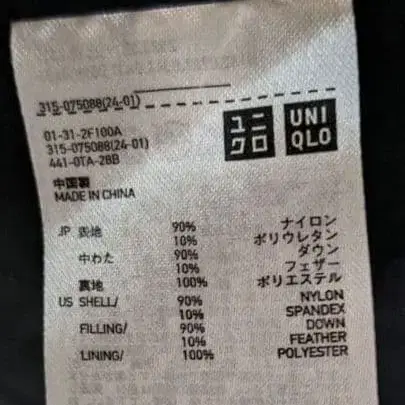 315-075088(24-01)
ユニクロ
UNIQLO
01-31-2F100A
315-075088(24-01)
441-0TA-28B
中国製
MADE IN CHINA
JP 表地 90% ナイロン
10% ポリウレタン
中わた 90% ダウン
10% フェザー
裏地 100% ポリエステル
US SHELL/ 90% NYLON
10% SPANDEX
FILLING/ 90% DOWN
10% FEATHER
LINING/ 100% POLYESTER